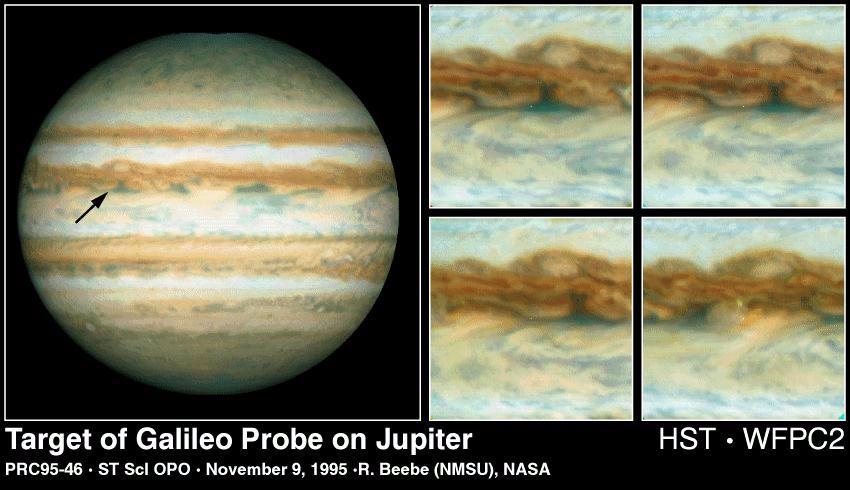 Target of Galileo Probe on Jupiter
HST · WFPC2
PRC95-46 · ST ScI OPO · November 9, 1995 ·R. Beebe (NMSU), NASA